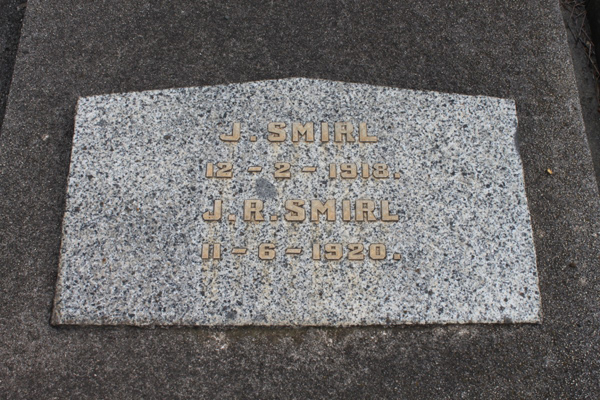 J. SMIRL
12 - 2 - 1918.
J.R. SMIRL
11 - 6 - 1920.